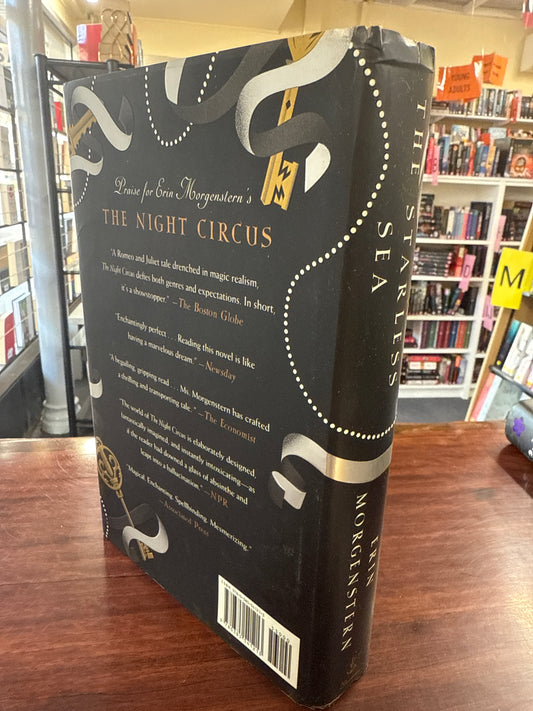 Praise for Erin Morgenstern's
THE NIGHT CIRCUS
"A Romeo and Juliet tale drenched in magic realism,
The Night Circus defies both genres and expectations. In short,
it's a showstopper." —The Boston Globe
"Enchantingly perfect . . . Reading this novel is like
having a marvelous dream." —Newsday
"A beguiling, gripping read . . . Ms. Morgenstern has crafted
a thrilling and transporting tale." —The Economist
"The world of The Night Circus is elaborately designed,
fantastically imagined, and instantly intoxicating—as
if the reader had downed a glass of absinthe and
leapt into a hallucination." —NPR
"Magical. Enchanting. Spellbinding. Mesmerizing."
—Associated Press
THE STARLESS
SEA
ERIN
MORGENSTERN
YOUNG
ADULTS
M